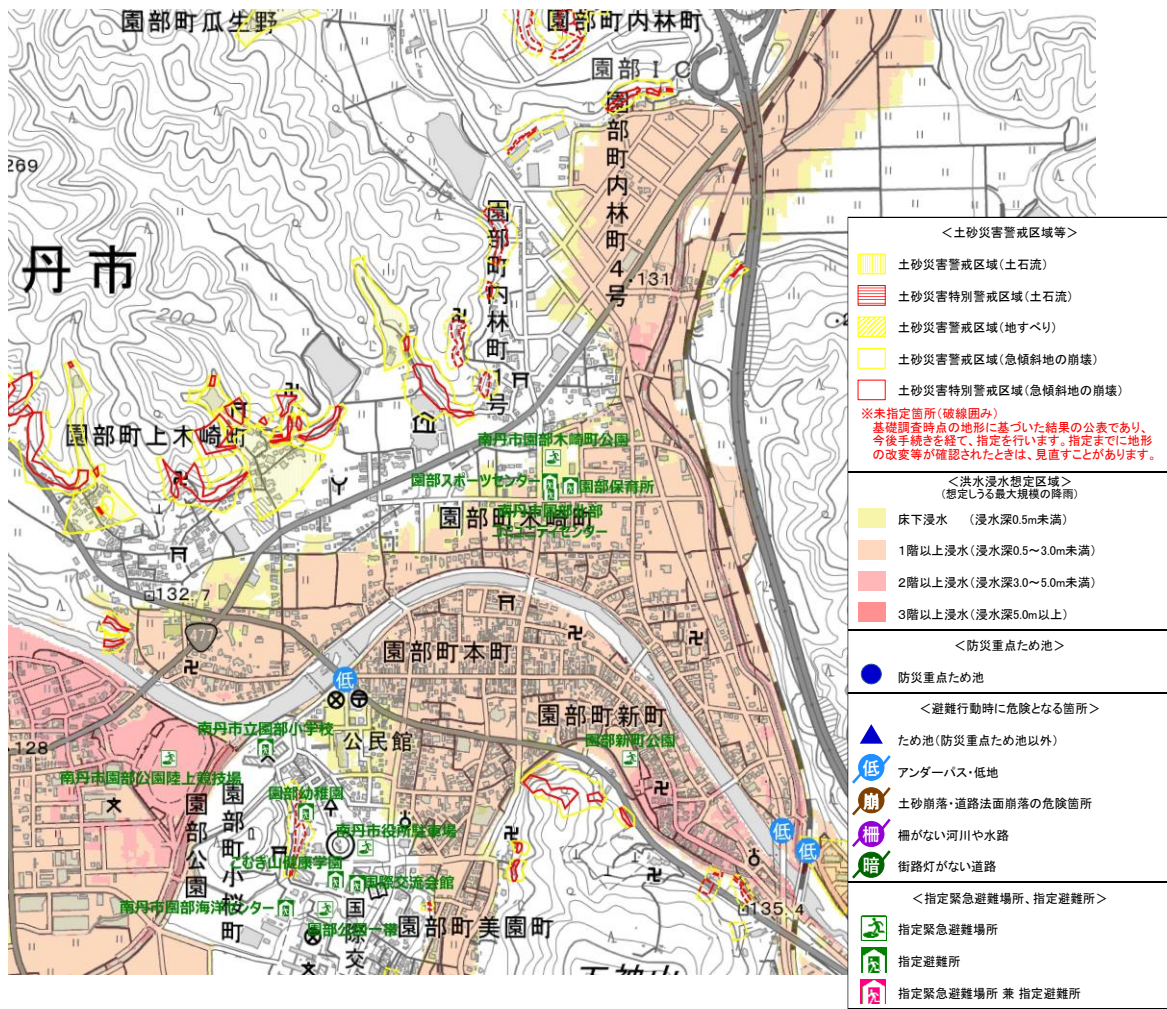 園部町瓜生野
園部町内林町
園部IC
園部町内林町4号
269
150
園部町内林町1号
丹市
131
200
園部町上木崎町
南丹市園部木崎町公園
園部スポーツセンター
園部保育所
南丹市園部北部
コミュニティセンター
園部町木崎町
132.7
477
園部町本町
低
園部町新町
南丹市立園部小学校
公民館
園部新町公園
128
南丹市園部公園陸上競技場
園部幼稚園
園部公園
園部町小桜町
南丹市役所駐車場
低
低
こむぎ山健康学園
国際交流会館
南丹市園部海洋センター
135.4
園部公園一帯
園部町美園町
国際交
天神山
＜土砂災害警戒区域等＞
土砂災害警戒区域(土石流)
土砂災害特別警戒区域(土石流)
土砂災害警戒区域(地すべり)
土砂災害警戒区域(急傾斜地の崩壊)
土砂災害特別警戒区域(急傾斜地の崩壊)
※未指定箇所(破線囲み)
基礎調査時点の地形に基づいた結果の公表であり、
今後手続きを経て、指定を行います。指定までに地形
の改変等が確認されたときは、見直すことがあります。
＜洪水浸水想定区域＞
(想定しうる最大規模の降雨)
床下浸水 (浸水深0.5m未満)
1階以上浸水(浸水深0.5～3.0m未満)
2階以上浸水(浸水深3.0～5.0m未満)
3階以上浸水(浸水深5.0m以上)
＜防災重点ため池＞
防災重点ため池
＜避難行動時に危険となる箇所＞
ため池(防災重点ため池以外)
低 アンダーパス・低地
崩 土砂崩落・道路法面崩落の危険箇所
柵 柵がない河川や水路
暗 街路灯がない道路
＜指定緊急避難場所、指定避難所＞
指定緊急避難場所
指定避難所
指定緊急避難場所 兼 指定避難所